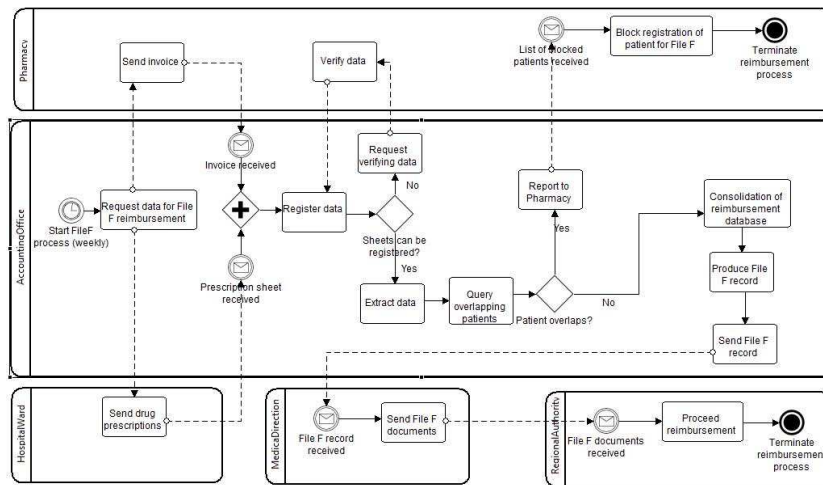 Pharmacy
Send invoice
Verify data
List of blocked
patients received
Block registration of
patient for File F
Terminate
reimbursement
process
AccountingOffice
Start FileF
process (weekly)
Request data for File
F reimbursement
Invoice received
Prescription sheet
received
Register data
Request
verifying data
No
Sheets can be
registered?
Yes
Extract data
Query
overlapping
patients
Report to
Pharmacy
Yes
Patient overlaps?
No
Consolidation of
reimbursement
database
Produce File
F record
Send File F
record
HospitalWard
Send drug
prescriptions
MedicaDirection
File F record
received
Send File F
documents
RegionalAuthority
File F documents
received
Proceed
reimbursement
Terminate
reimbursement
process